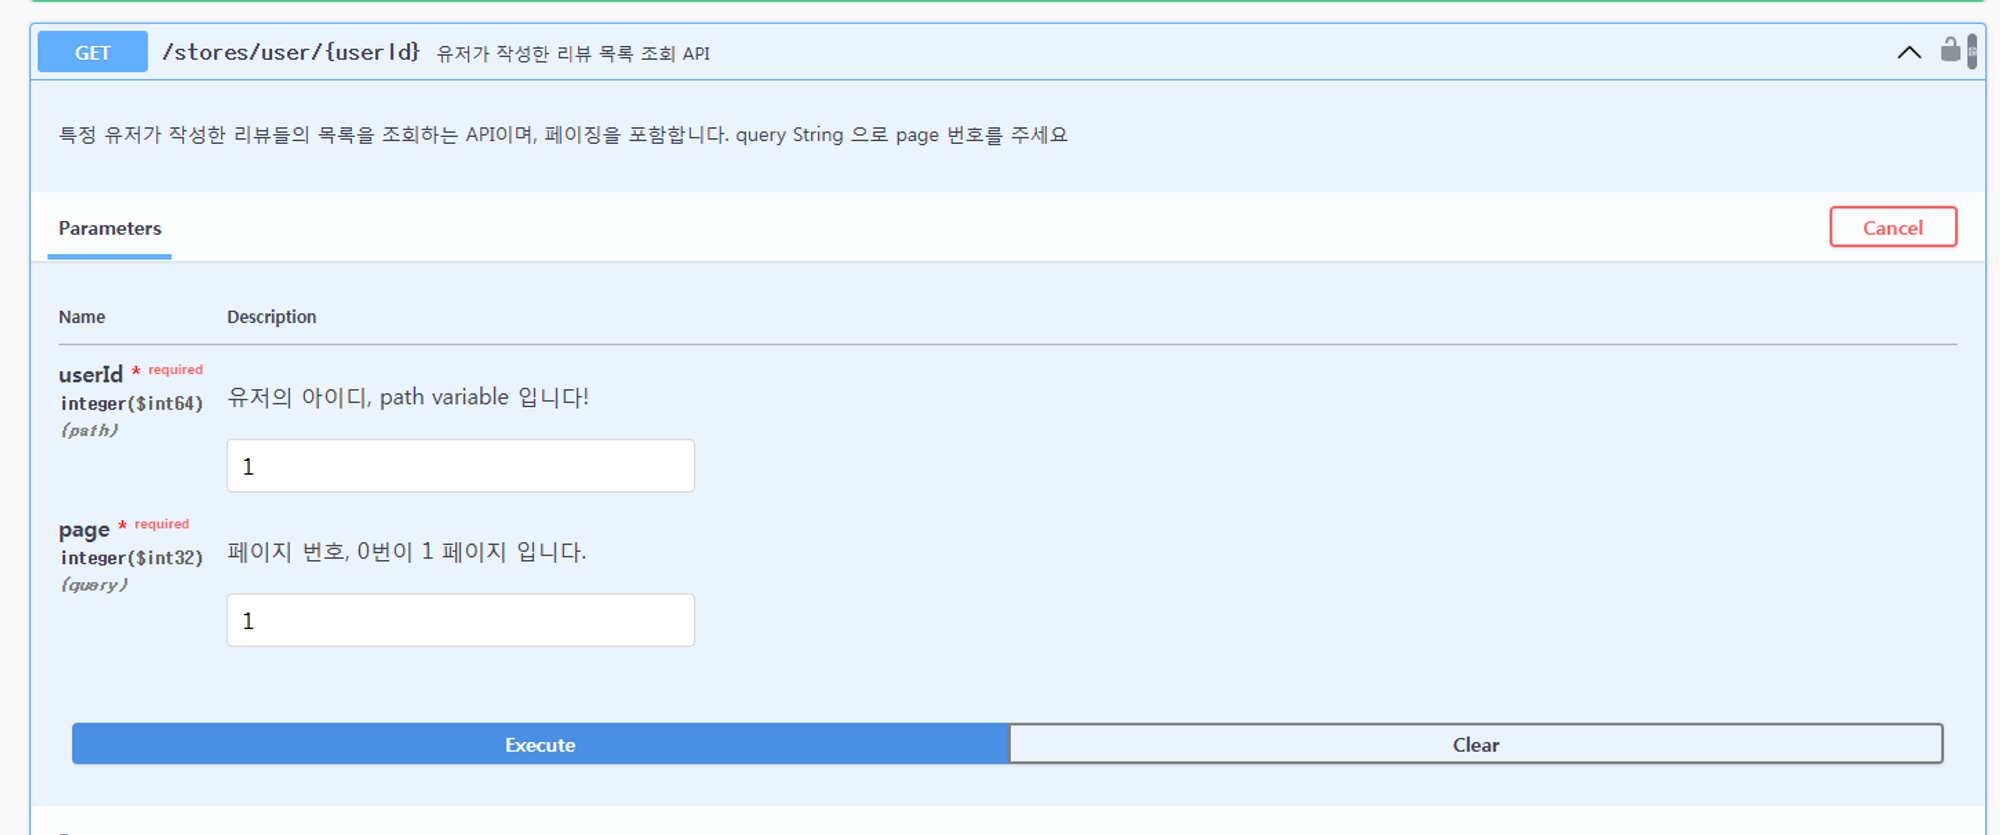 GET /stores/user/{userId} 유저가 작성한 리뷰 목록 조회 API
특정 유저가 작성한 리뷰들의 목록을 조회하는 API이며, 페이징을 포함합니다. query String 으로 page 번호를 주세요
Parameters
Cancel
Name Description
userId * required
integer($int64)
(path)
유저의 아이디, path variable 입니다!
1
page * required
integer($int32)
(query)
페이지 번호, 0번이 1 페이지 입니다.
1
Execute
Clear